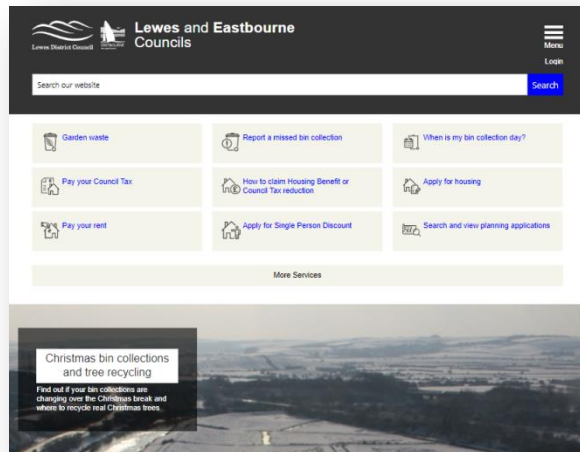 Lewes and Eastbourne
Councils
Lewes District Council
Menu
Login
Search our website
Search
Garden waste
Report a missed bin collection
When is my bin collection day?
Pay your Council Tax
How to claim Housing Benefit or
Council Tax reduction
Apply for housing
Pay your rent
Apply for Single Person Discount
Search and view planning applications
More Services
Christmas bin collections
and tree recycling
Find out if your bin collections are
changing over the Christmas break and
where to recycle real Christmas trees